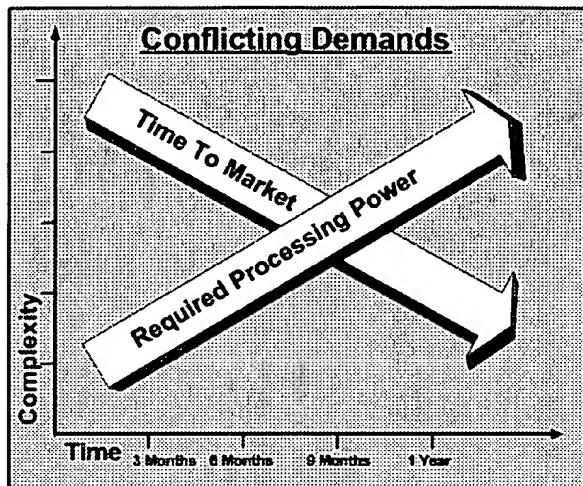 Conflicting Demands
Time To Market
Required Processing Power
Complexity
Time
3 Months
6 Months
9 Months
1 Year